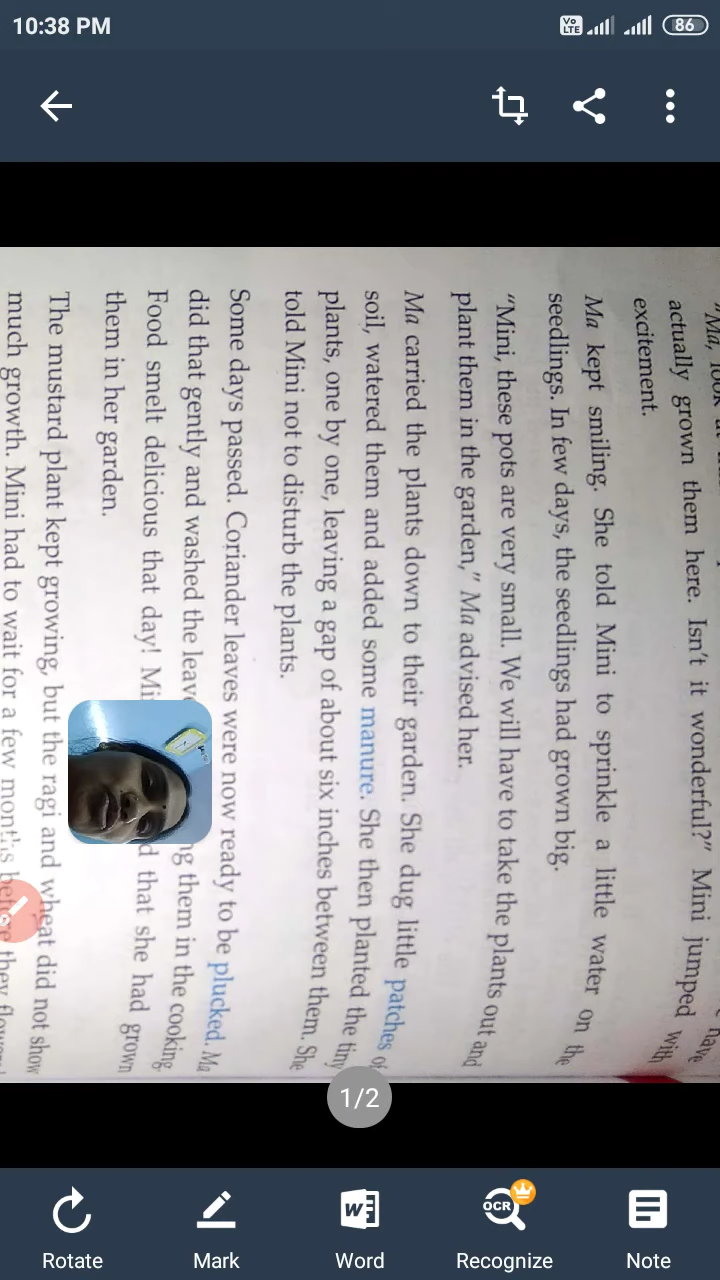 10:38 PM
Vo
LTE
86
"Ma, look
have
actually grown them here. Isn't it wonderful?" Mini jumped with
excitement.
Ma kept smiling. She told Mini to sprinkle a little water on the
seedlings. In few days, the seedlings had grown big.
"Mini, these pots are very small. We will have to take the plants out and
plant them in the garden," Ma advised her.
Ma carried the plants down to their garden. She dug little patches of
soil, watered them and added some manure. She then planted the tiny
plants, one by one, leaving a gap of about six inches between them. She
told Mini not to disturb the plants.
Some days passed. Coriander leaves were now ready to be plucked. Ma
did that gently and washed the them in the cooking.
Food smelt delicious that day! that she had grown
them in her garden.
The mustard plant kept growing, but the ragi and wheat did not show
much growth. Mini had to wait for a few months before they
1/2
Rotate
Mark
W
Word
OCR
Recognize
Note